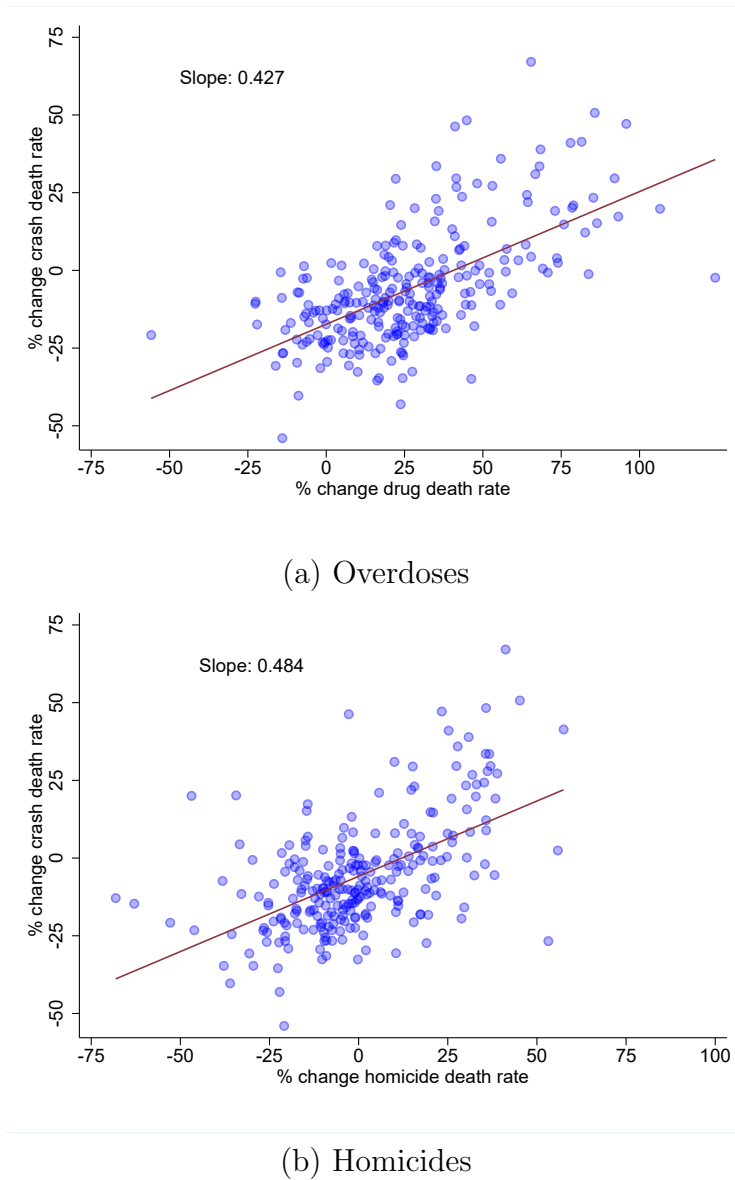 75
50
25
0
-25
-50
% change crash death rate
Slope: 0.427
-75 -50 -25 0 25 50 75 100
% change drug death rate
(a) Overdoses
75
50
25
0
-25
-50
% change crash death rate
Slope: 0.484
-75 -50 -25 0 25 50 75 100
% change homicide death rate
(b) Homicides